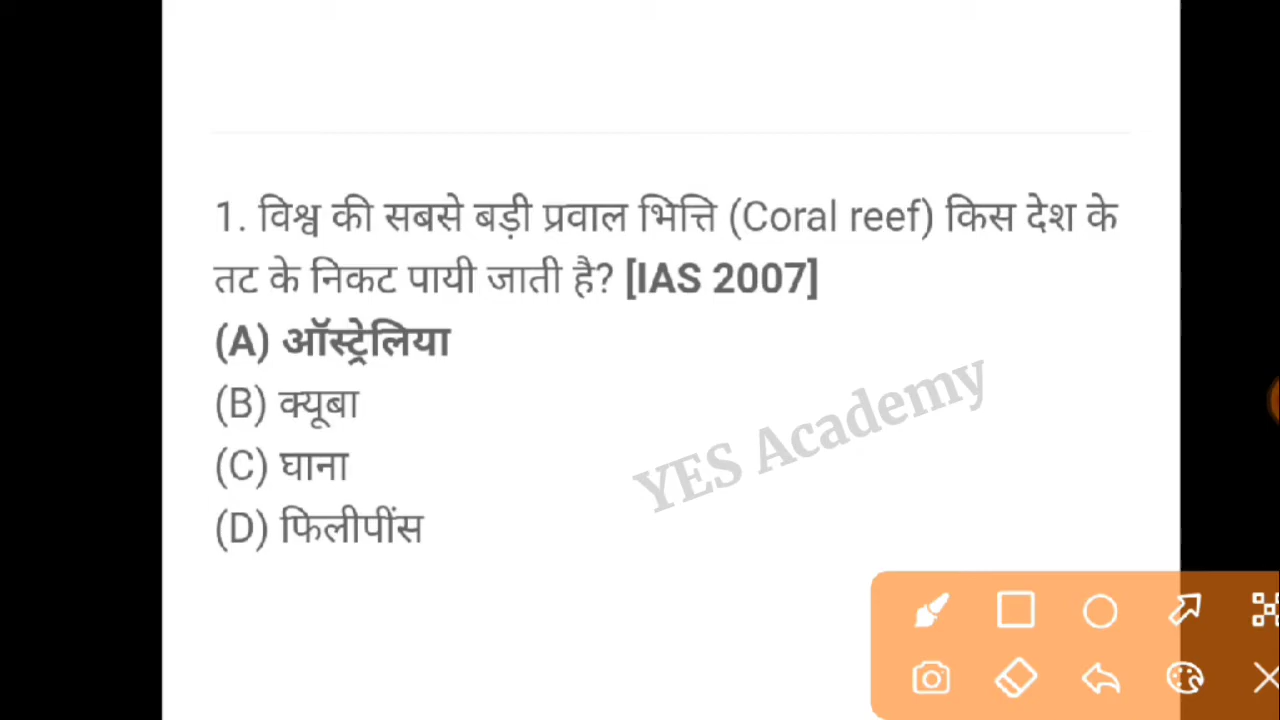 1. विश्व की सबसे बड़ी प्रवाल भित्ति (Coral reef) किस देश के
तट के निकट पायी जाती है? [IAS 2007]
(A) ऑस्ट्रेलिया
(B) क्यूबा
(C) घाना
(D) फिलीपींस
YES Academy